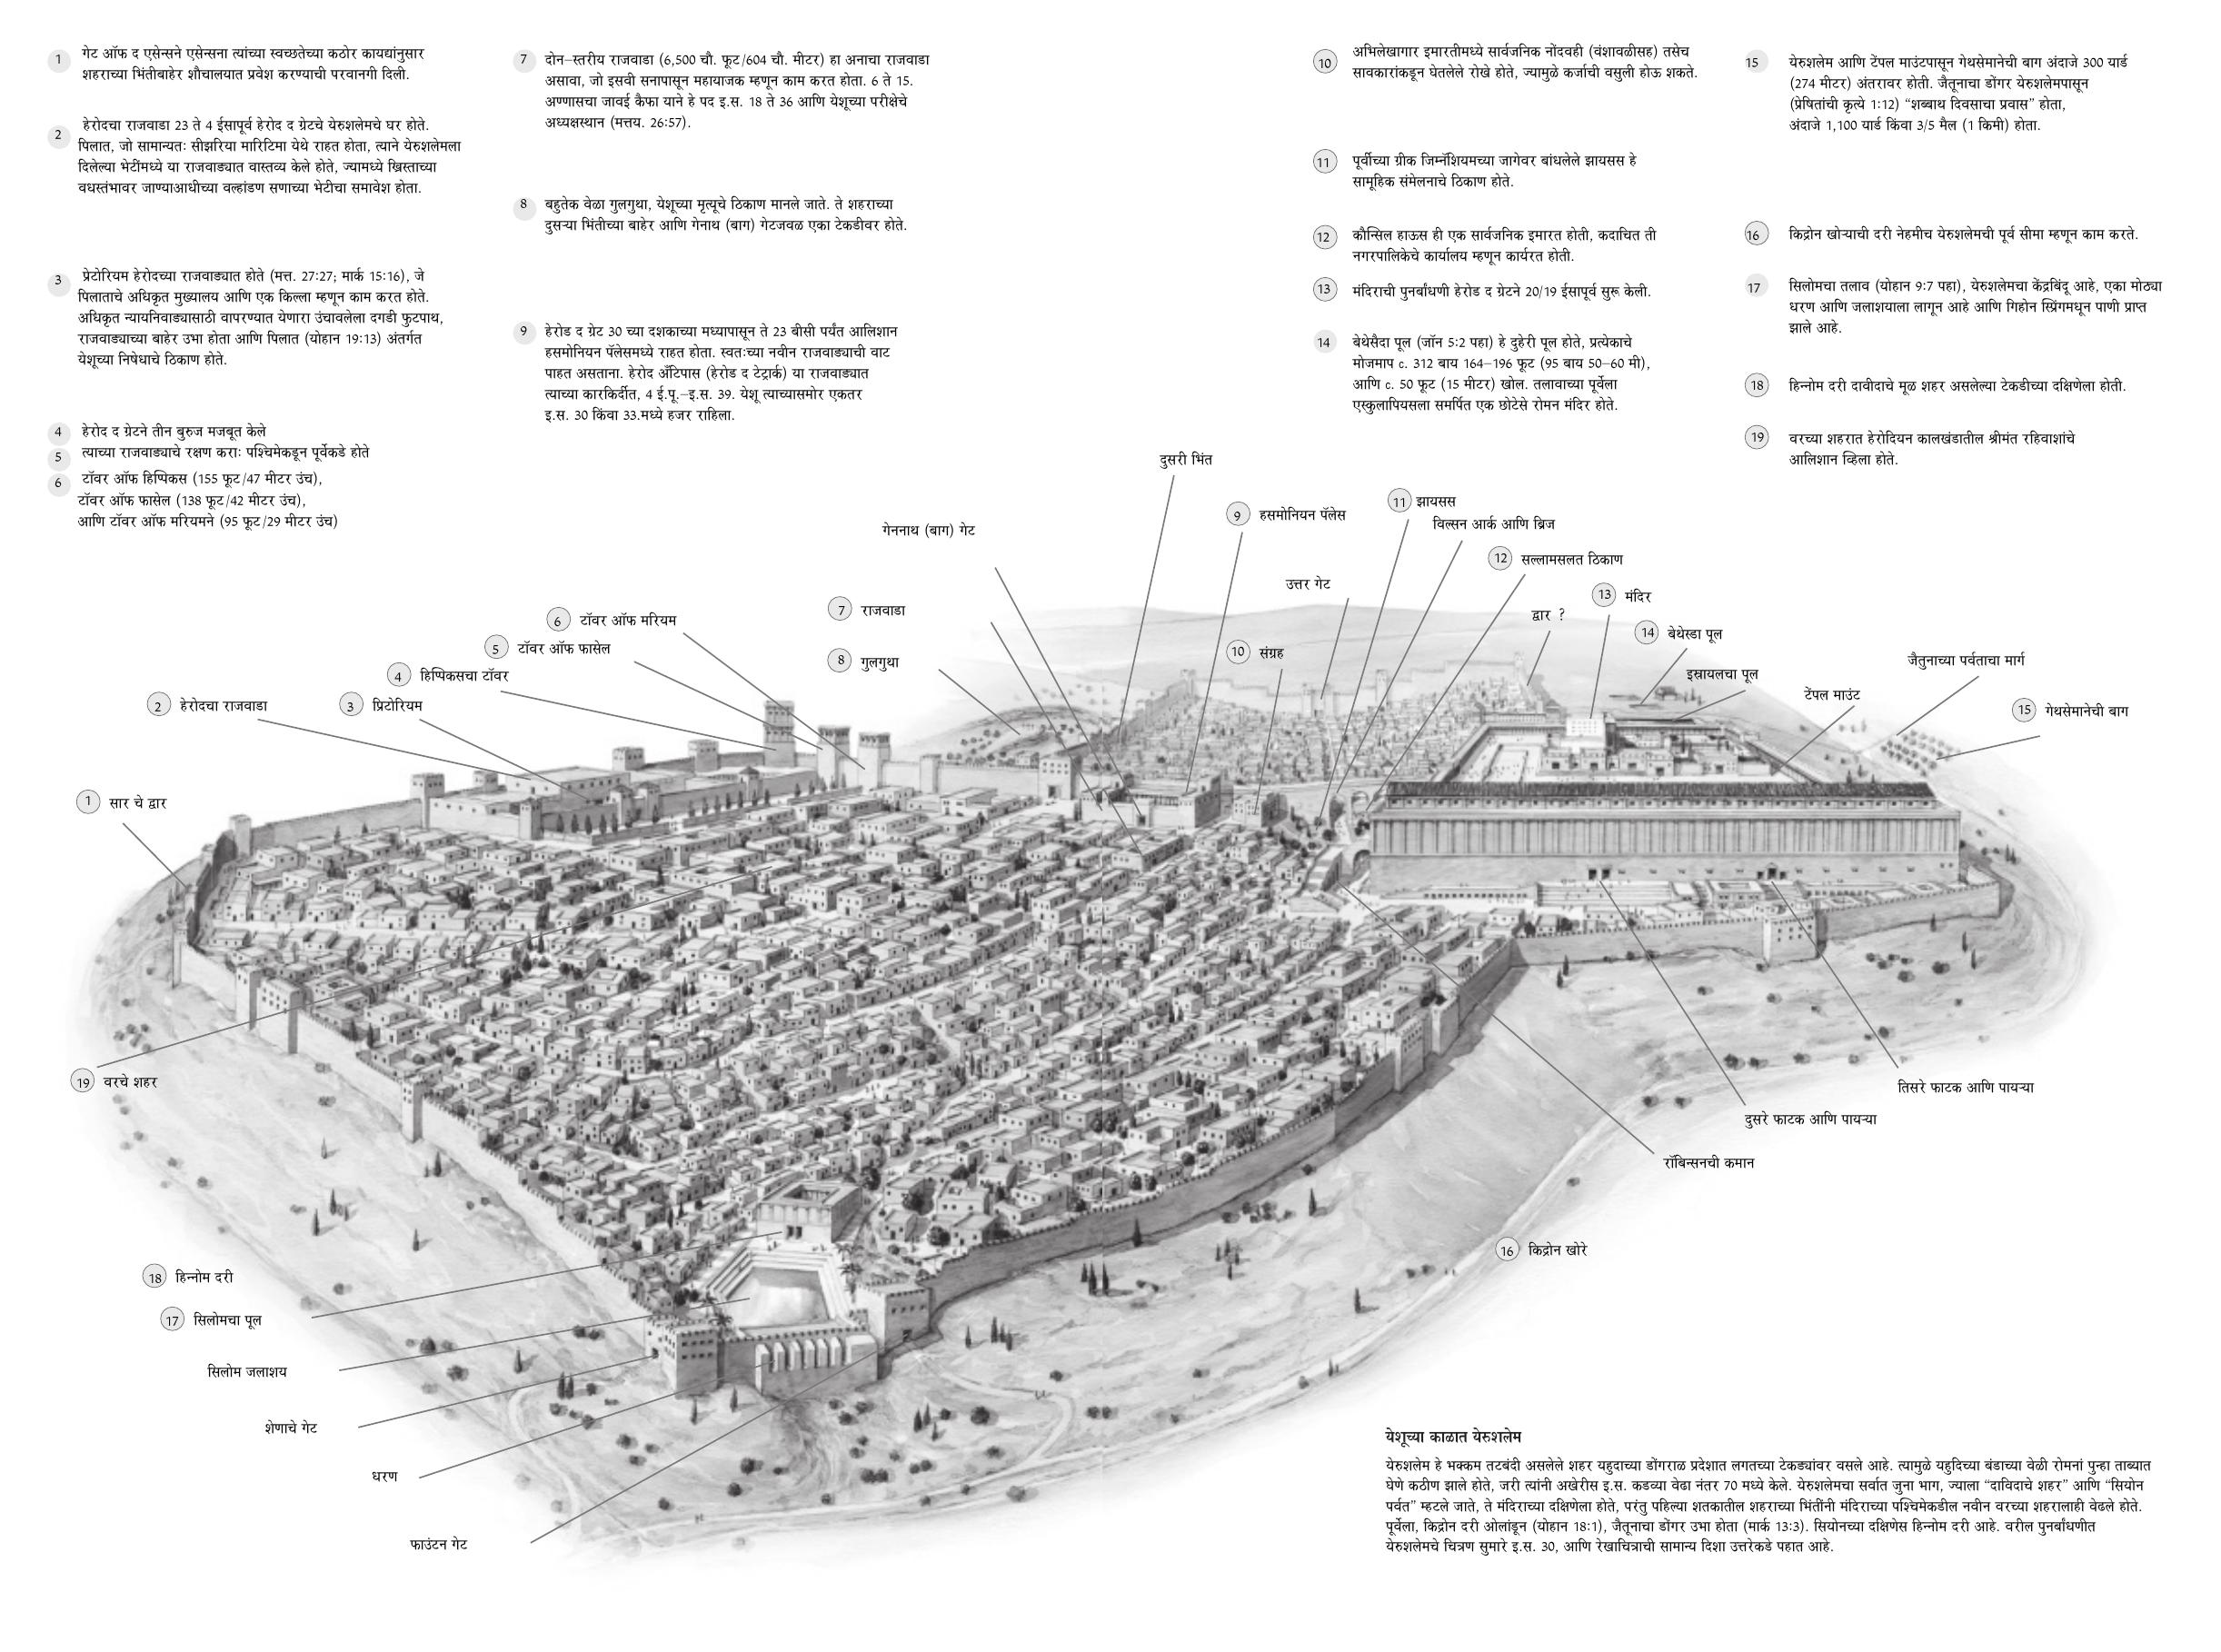 1 गेट ऑफ द एसेन्सने एसेन्सना त्यांच्या स्वच्छतेच्या कठोर कायद्यांनुसार
शहराच्या भिंतीबाहेर शौचालयात प्रवेश करण्याची परवानगी दिली.
2 हेरोदचा राजवाडा 23 ते 4 ईसापूर्व हेरोद द ग्रेटचे येरुशलेमचे घर होते.
पिलात, जो सामान्यतः सीझरिया मारिटिमा येथे राहत होता, त्याने येरुशलेमला
दिलेल्या भेटींमध्ये या राजवाड्यात वास्तव्य केले होते, ज्यामध्ये ख्रिस्ताच्या
वधस्तंभावर जाण्याआधीच्या वल्हांडण सणाच्या भेटीचा समावेश होता.
3 प्रेटोरियम हेरोदच्या राजवाड्यात होते (मत्त. 27:27; मार्क 15:16), जे
पिलाताचे अधिकृत मुख्यालय आणि एक किल्ला म्हणून काम करत होते.
अधिकृत न्यायनिवाड्यासाठी वापरण्यात येणारा उंचावलेला दगडी फुटपाथ,
राजवाड्याच्या बाहेर उभा होता आणि पिलात (योहान 19:13) अंतर्गत
येशूच्या निषेधाचे ठिकाण होते.
4 हेरोद द ग्रेटने तीन बुरुज मजबूत केले
5 त्याच्या राजवाड्याचे रक्षण करा: पश्चिमेकडून पूर्वेकडे होते
6 टॉवर ऑफ हिप्पिकस (155 फूट/47 मीटर उंच),
टॉवर ऑफ फासेल (138 फूट/42 मीटर उंच),
आणि टॉवर ऑफ मरियमने (95 फूट/29 मीटर उंच)
7 दोन–स्तरीय राजवाडा (6,500 चौ. फूट/604 चौ. मीटर) हा अनाचा राजवाडा
असावा, जो इसवी सनापासून महायाजक म्हणून काम करत होता. 6 ते 15.
अण्णासचा जावई कैफा याने हे पद इ.स. 18 ते 36 आणि येशूच्या परीक्षेचे
अध्यक्षस्थान (मत्तय. 26:57).
8 बहुतेक वेळा गुलगुथा, येशूच्या मृत्यूचे ठिकाण मानले जाते. ते शहराच्या
दुसऱ्या भिंतीच्या बाहेर आणि गेनाथ (बाग) गेटजवळ एका टेकडीवर होते.
9 हेरोड द ग्रेट 30 च्या दशकाच्या मध्यापासून ते 23 बीसी पर्यंत आलिशान
हसमोनियन पॅलेसमध्ये राहत होता. स्वतःच्या नवीन राजवाड्याची वाट
पाहत असताना. हेरोद अँटिपास (हेरोड द टेट्रार्क) या राजवाड्यात
त्याच्या कारकिर्दीत, 4 ई.पू.–इ.स. 39. येशू त्याच्यासमोर एकतर
इ.स. 30 किंवा 33.मध्ये हजर राहिला.
10 अभिलेखागार इमारतीमध्ये सार्वजनिक नोंदवही (वंशावळीसह) तसेच
सावकारांकडून घेतलेले रोखे होते, ज्यामुळे कर्जाची वसुली होऊ शकते.
11 पूर्वीच्या ग्रीक जिम्नॅशियमच्या जागेवर बांधलेले झायसस हे
सामूहिक संमेलनाचे ठिकाण होते.
12 कौन्सिल हाऊस ही एक सार्वजनिक इमारत होती, कदाचित ती
नगरपालिकेचे कार्यालय म्हणून कार्यरत होती.
13 मंदिराची पुनर्बांधणी हेरोड द ग्रेटने 20/19 ईसापूर्व सुरू केली.
14 बेथेसैदा पूल (जॉन 5:2 पहा) हे दुहेरी पूल होते, प्रत्येकाचे
मोजमाप c. 312 बाय 164–196 फूट (95 बाय 50–60 मी),
आणि c. 50 फूट (15 मीटर) खोल. तलावाच्या पूर्वेला
एस्कुलापियसला समर्पित एक छोटेसे रोमन मंदिर होते.
15 येरुशलेम आणि टेंपल माउंटपासून गेथसेमानेची बाग अंदाजे 300 यार्ड
(274 मीटर) अंतरावर होती. जैतूनाचा डोंगर येरुशलेमपासून
(प्रेषितांची कृत्ये 1:12) “शब्बाथ दिवसाचा प्रवास” होता,
अंदाजे 1,100 यार्ड किंवा 3/5 मैल (1 किमी) होता.
16 किद्रोन खोऱ्याची दरी नेहमीच येरुशलेमची पूर्व सीमा म्हणून काम करते.
17 सिलोमचा तलाव (योहान 9:7 पहा), येरुशलेमचा केंद्रबिंदू आहे, एका मोठ्या
धरण आणि जलाशयाला लागून आहे आणि गिहोन स्प्रिंगमधून पाणी प्राप्त
झाले आहे.
18 हिन्नोम दरी दावीदाचे मूळ शहर असलेल्या टेकडीच्या दक्षिणेला होती.
19 वरच्या शहरात हेरोदियन कालखंडातील श्रीमंत रहिवाशांचे
आलिशान व्हिला होते.
दुसरी भिंत
11 झायसस
9 हसमोनियन पॅलेस
विल्सन आर्क आणि ब्रिज
गेननाथ (बाग) गेट
12 सल्लामसलत ठिकाण
उत्तर गेट
13 मंदिर
7 राजवाडा
द्वार ?
6 टॉवर ऑफ मरियम
14 बेथेस्डा पूल
5 टॉवर ऑफ फासेल
10 संग्रह
8 गुलगुथा
जैतुनाच्या पर्वताचा मार्ग
4 हिप्पिकसचा टॉवर
इस्रायलचा पूल
टेंपल माउंट
2 हेरोदचा राजवाडा
3 प्रिटोरियम
15 गेथसेमानेची बाग
1 सार चे द्वार
19 वरचे शहर
तिसरे फाटक आणि पायऱ्या
दुसरे फाटक आणि पायऱ्या
रॉबिन्सनची कमान
16 किद्रोन खोरे
18 हिन्नोम दरी
17 सिलोमचा पूल
सिलोम जलाशय
शेणाचे गेट
धरण
फाउंटन गेट
येशूच्या काळात येरुशलेम
येरुशलेम हे भक्कम तटबंदी असलेले शहर यहुदाच्या डोंगराळ प्रदेशात लगतच्या टेकड्यांवर वसले आहे. त्यामुळे यहुदिच्या बंडाच्या वेळी रोमनां पुन्हा ताब्यात
घेणे कठीण झाले होते, जरी त्यांनी अखेरीस इ.स. कडव्या वेढा नंतर 70 मध्ये केले. येरुशलेमचा सर्वात जुना भाग, ज्याला “दाविदाचे शहर” आणि “सियोन
पर्वत” म्हटले जाते, ते मंदिराच्या दक्षिणेला होते, परंतु पहिल्या शतकातील शहराच्या भिंतींनी मंदिराच्या पश्चिमेकडील नवीन वरच्या शहरालाही वेढले होते.
पूर्वेला, किद्रोन दरी ओलांडून (योहान 18:1), जैतूनाचा डोंगर उभा होता (मार्क 13:3). सियोनच्या दक्षिणेस हिन्नोम दरी आहे. वरील पुनर्बांधणीत
येरुशलेमचे चित्रण सुमारे इ.स. 30, आणि रेखाचित्राची सामान्य दिशा उत्तरेकडे पहात आहे.